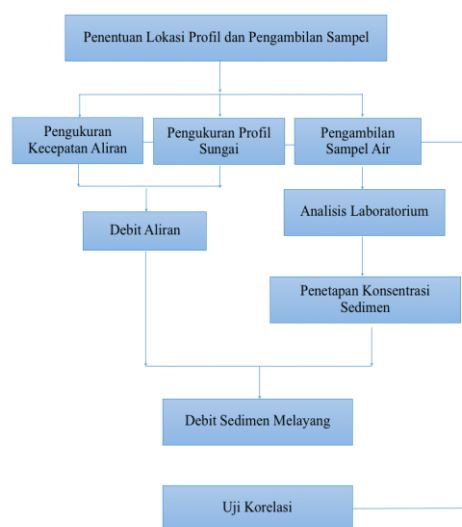 Penentuan Lokasi Profil dan Pengambilan Sampel
Pengukuran
Kecepatan Aliran
Pengukuran Profil
Sungai
Pengambilan
Sampel Air
Debit Aliran
Analisis Laboratorium
Penetapan Konsentrasi
Sedimen
Debit Sedimen Melayang
Uji Korelasi